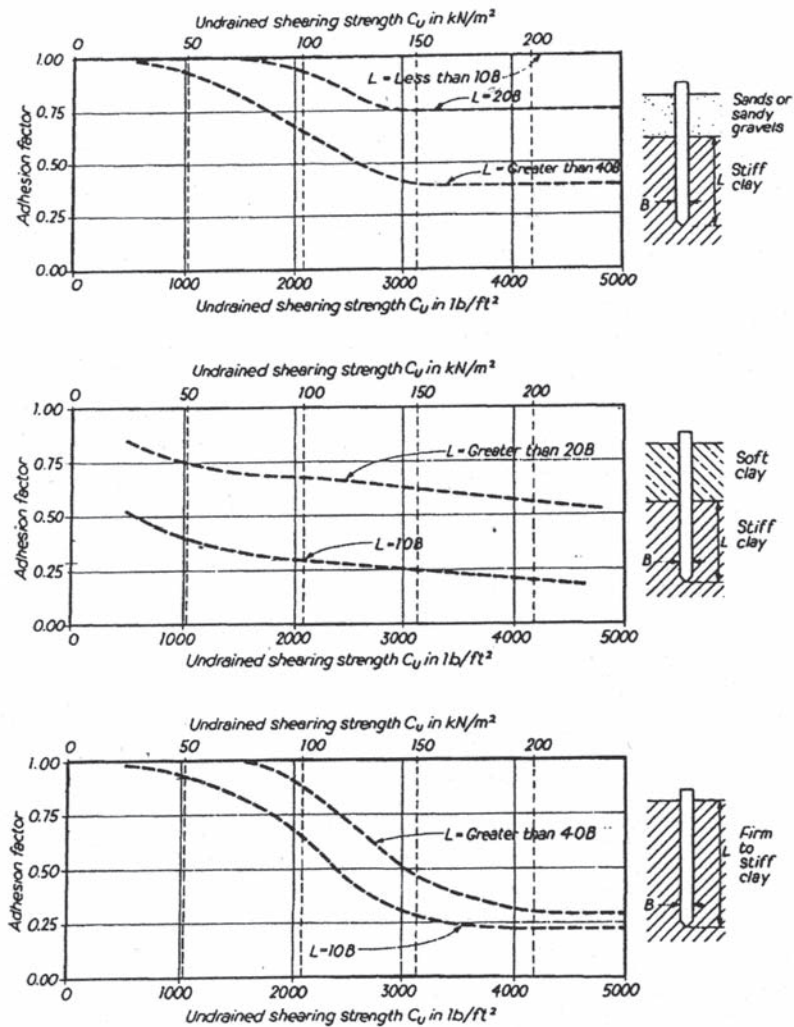 Undrained shearing strength Cu in kN/m²
0 50 100 150 200
1.00
0.75
0.50
0.25
0.00
Adhesion factor
L = Less than 10B
L = 20B
L = Greater than 40B
0 1000 2000 3000 4000 5000
Undrained shearing strength Cu in lb/ft²
Sands or
sandy
gravels
Stiff
clay
L
B
Undrained shearing strength Cu in kN/m²
0 50 100 150 200
1.00
0.75
0.50
0.25
0.00
Adhesion factor
L = Greater than 20B
L = 10B
0 1000 2000 3000 4000 5000
Undrained shearing strength Cu in lb/ft²
Soft
clay
Stiff
clay
L
B
Undrained shearing strength Cu in kN/m²
0 50 100 150 200
1.00
0.75
0.50
0.25
0.00
Adhesion factor
L = Greater than 40B
L = 10B
0 1000 2000 3000 4000 5000
Undrained shearing strength Cu in lb/ft²
Firm
to
stiff
clay
L
B